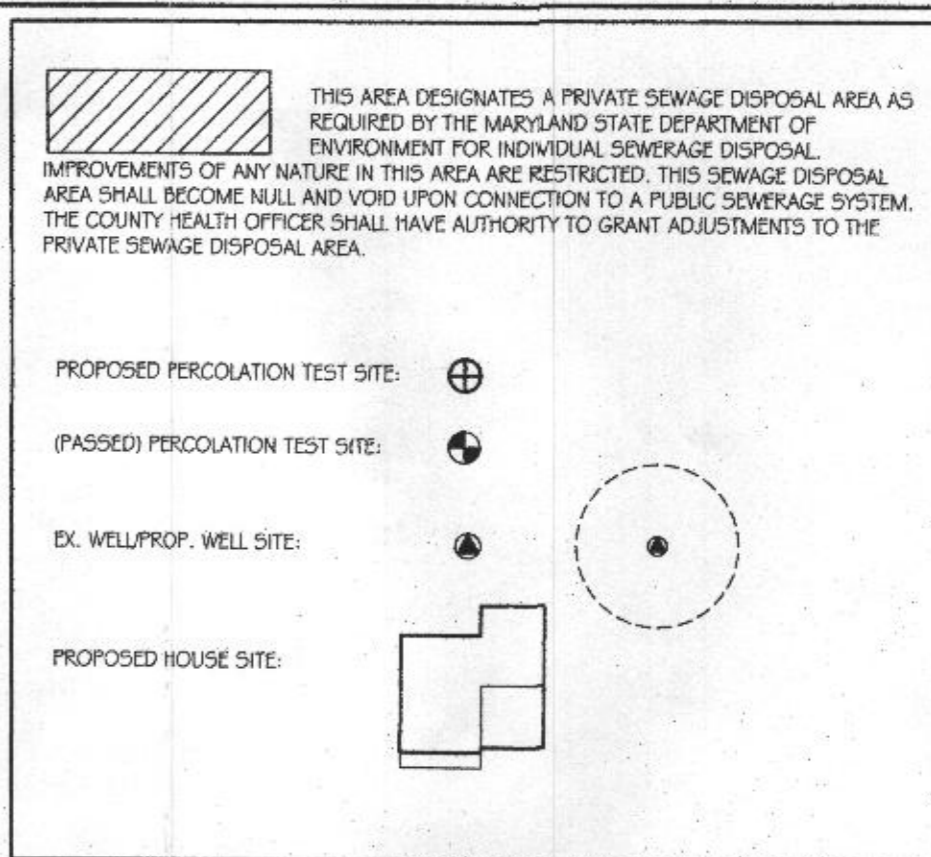 THIS AREA DESIGNATES A PRIVATE SEWAGE DISPOSAL AREA AS
REQUIRED BY THE MARYLAND STATE DEPARTMENT OF
ENVIRONMENT FOR INDIVIDUAL SEWERAGE DISPOSAL.
IMPROVEMENTS OF ANY NATURE IN THIS AREA ARE RESTRICTED. THIS SEWAGE DISPOSAL
AREA SHALL BECOME NULL AND VOID UPON CONNECTION TO A PUBLIC SEWERAGE SYSTEM.
THE COUNTY HEALTH OFFICER SHALL HAVE AUTHORITY TO GRANT ADJUSTMENTS TO THE
PRIVATE SEWAGE DISPOSAL AREA.
PROPOSED PERCOLATION TEST SITE:
(PASSED) PERCOLATION TEST SITE:
EX. WELL/PROP. WELL SITE:
PROPOSED HOUSE SITE: